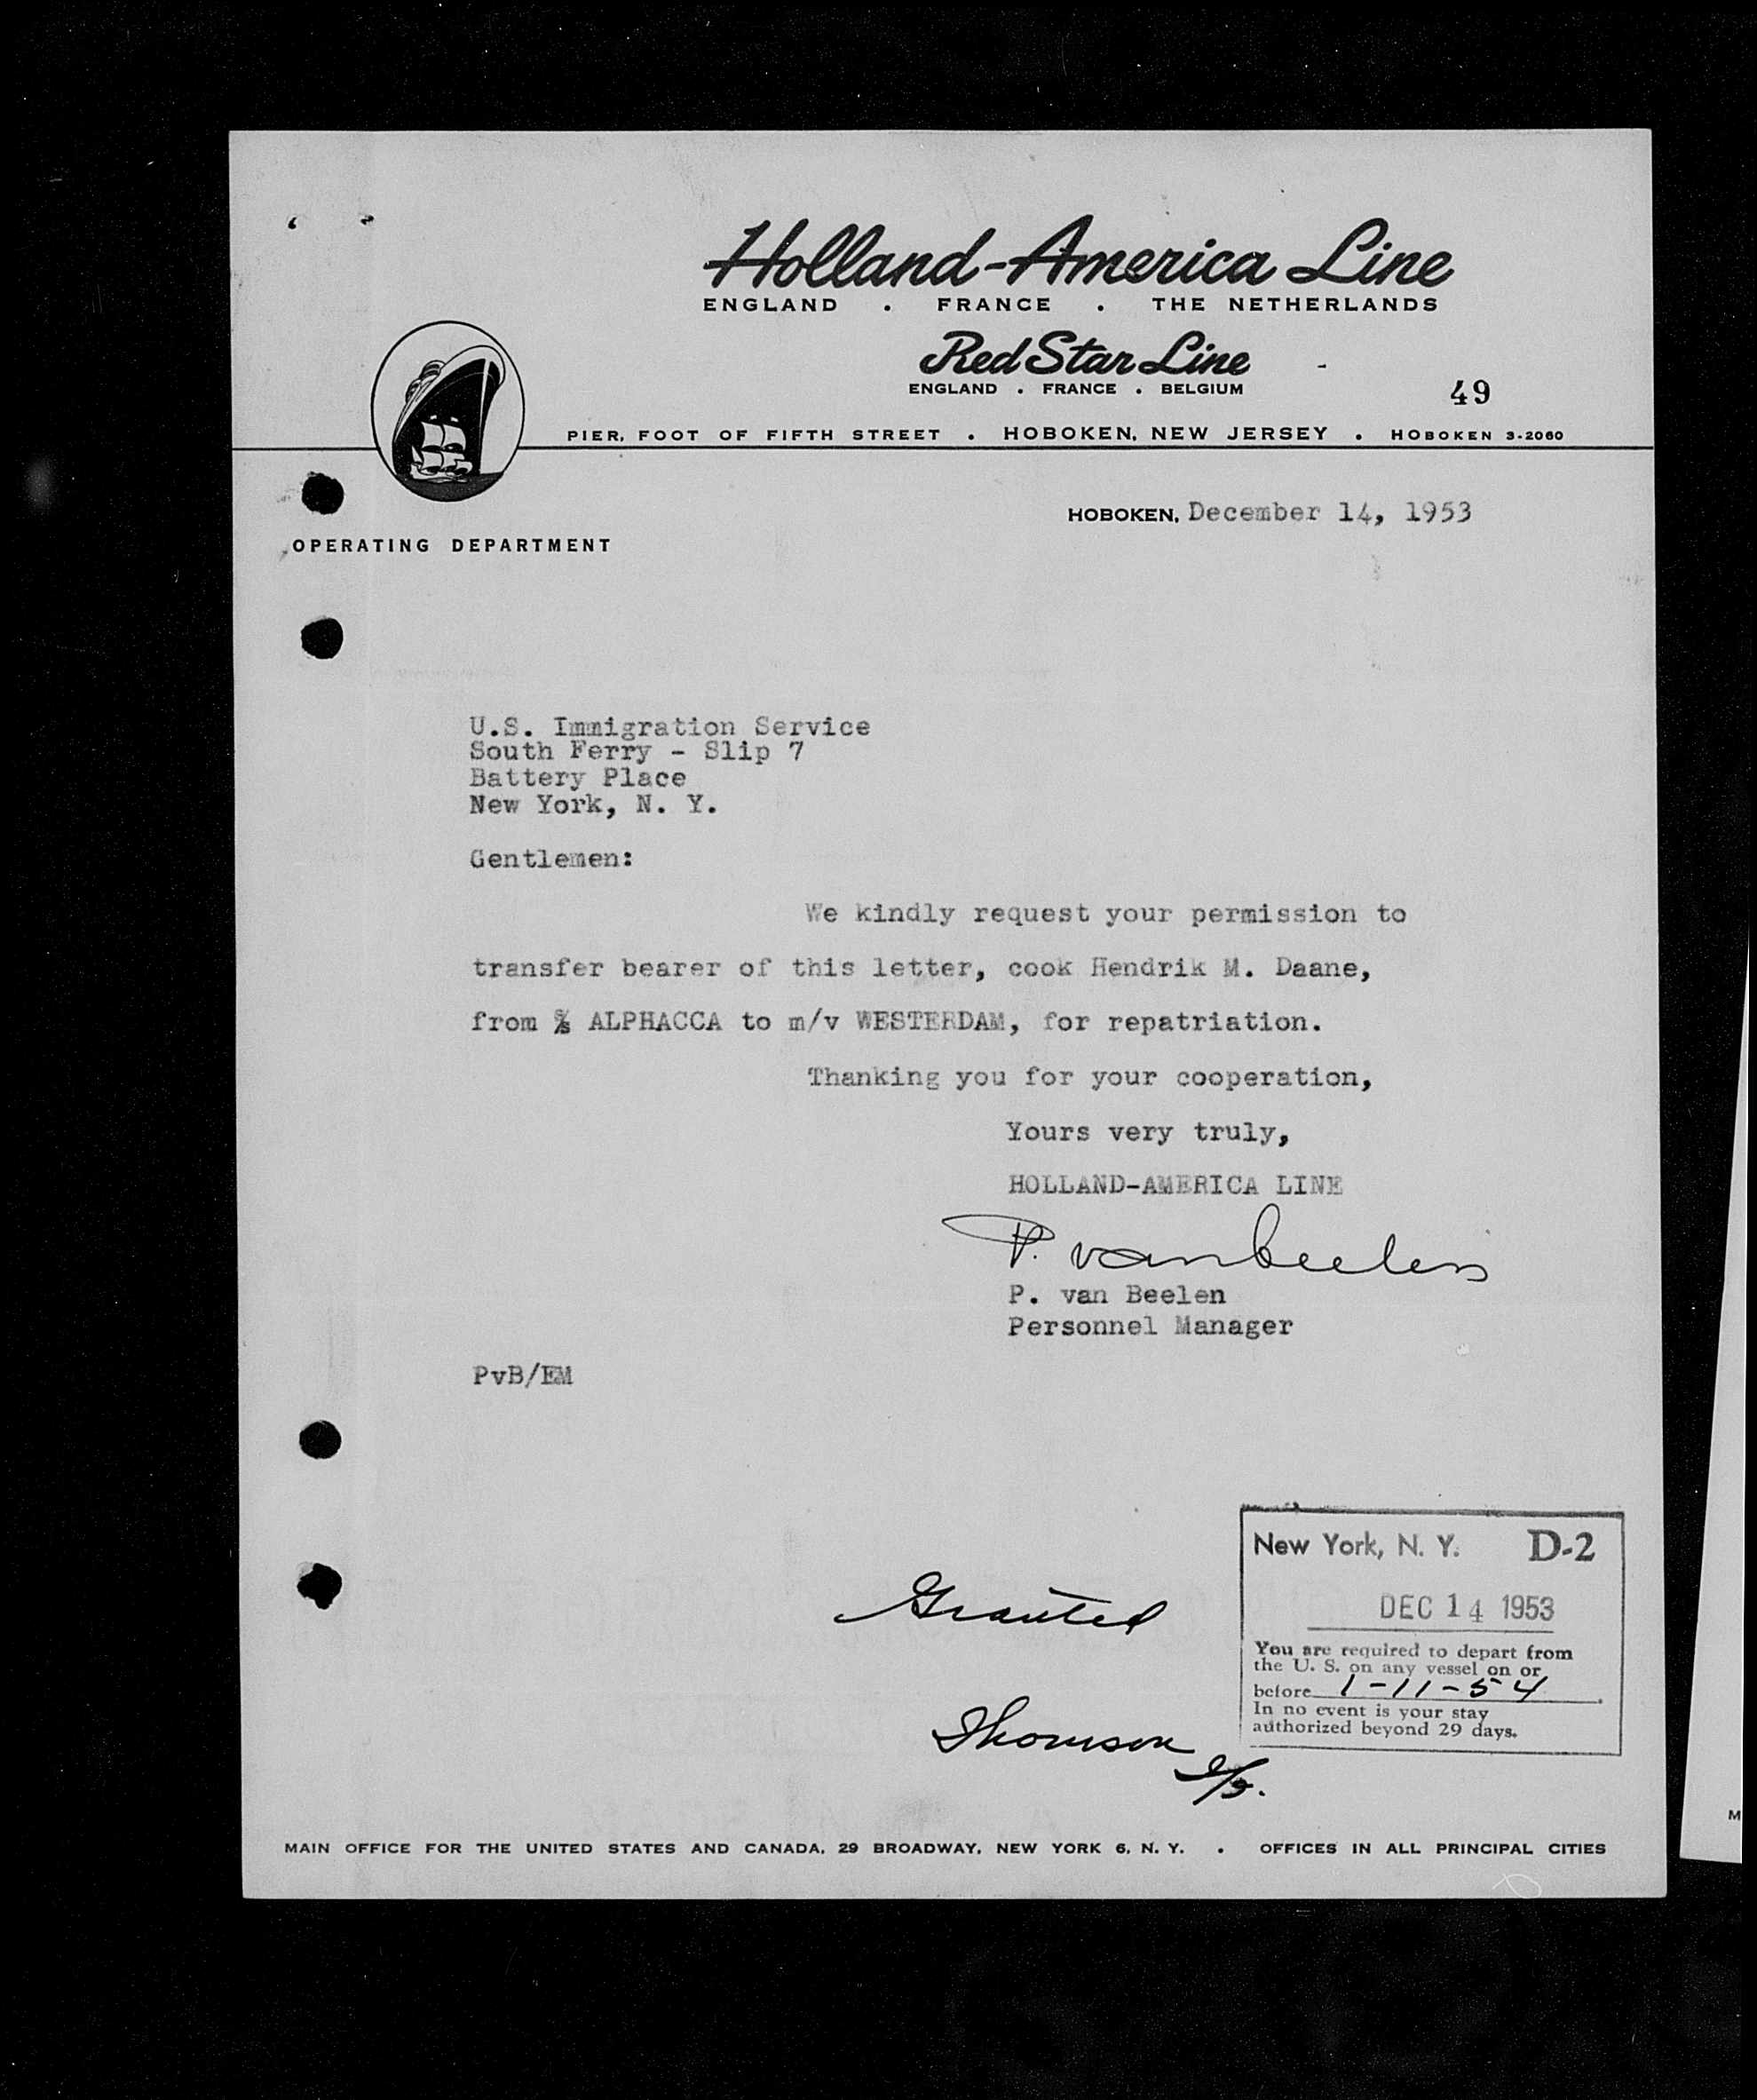 Holland-America Line
ENGLAND . FRANCE . THE NETHERLANDS
Red Star Line
ENGLAND . FRANCE . BELGIUM
49
PIER, FOOT OF FIFTH STREET . HOBOKEN, NEW JERSEY . HOBOKEN 3-2060
HOBOKEN, December 14, 1953
OPERATING DEPARTMENT
U.S. Immigration Service
South Ferry - Slip 7
Battery Place
New York, N. Y.
Gentlemen:
We kindly request your permission to
transfer bearer of this letter, cook Hendrik M. Daane,
from s/s ALPHACCA to m/v WESTERDAM, for repatriation.
Thanking you for your cooperation,
Yours very truly,
HOLLAND-AMERICA LINE
P. van Beelen
P. van Beelen
Personnel Manager
PvB/EM
New York, N. Y. D-2
DEC 14 1953
You are required to depart from
the U. S. on any vessel on or
before 1-11-54.
In no event is your stay
authorized beyond 29 days.
Granted
Thomson
MAIN OFFICE FOR THE UNITED STATES AND CANADA, 29 BROADWAY, NEW YORK 6, N. Y. . OFFICES IN ALL PRINCIPAL CITIES